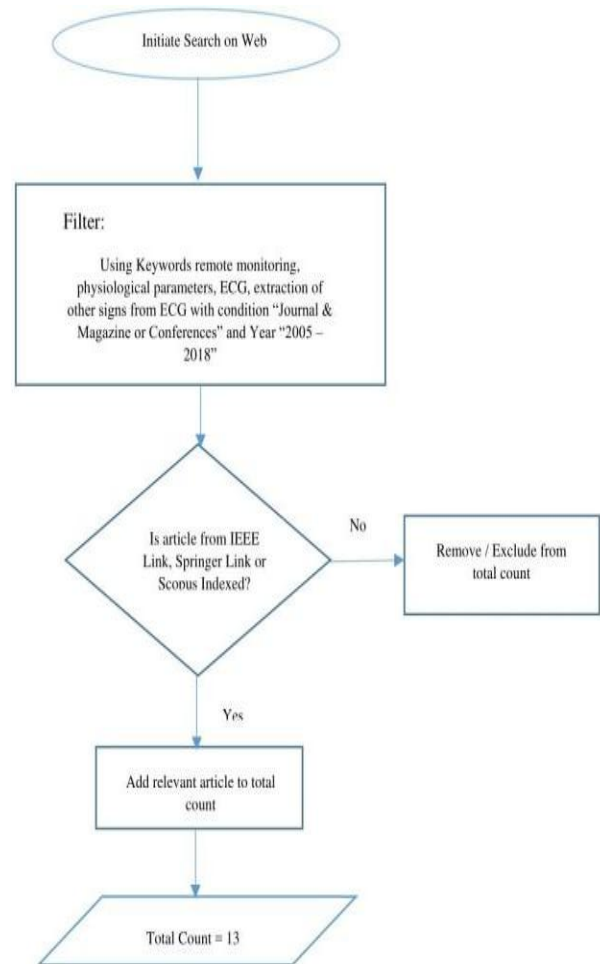 Initiate Search on Web
Filter:
Using Keywords remote monitoring,
physiological parameters, ECG, extraction of
other signs from ECG with condition “Journal &
Magazine or Conferences” and Year “2005 –
2018”
Is article from IEEE
Link, Springer Link or
Scopus Indexed?
No
Remove / Exclude from
total count
Yes
Add relevant article to total
count
Total Count = 13